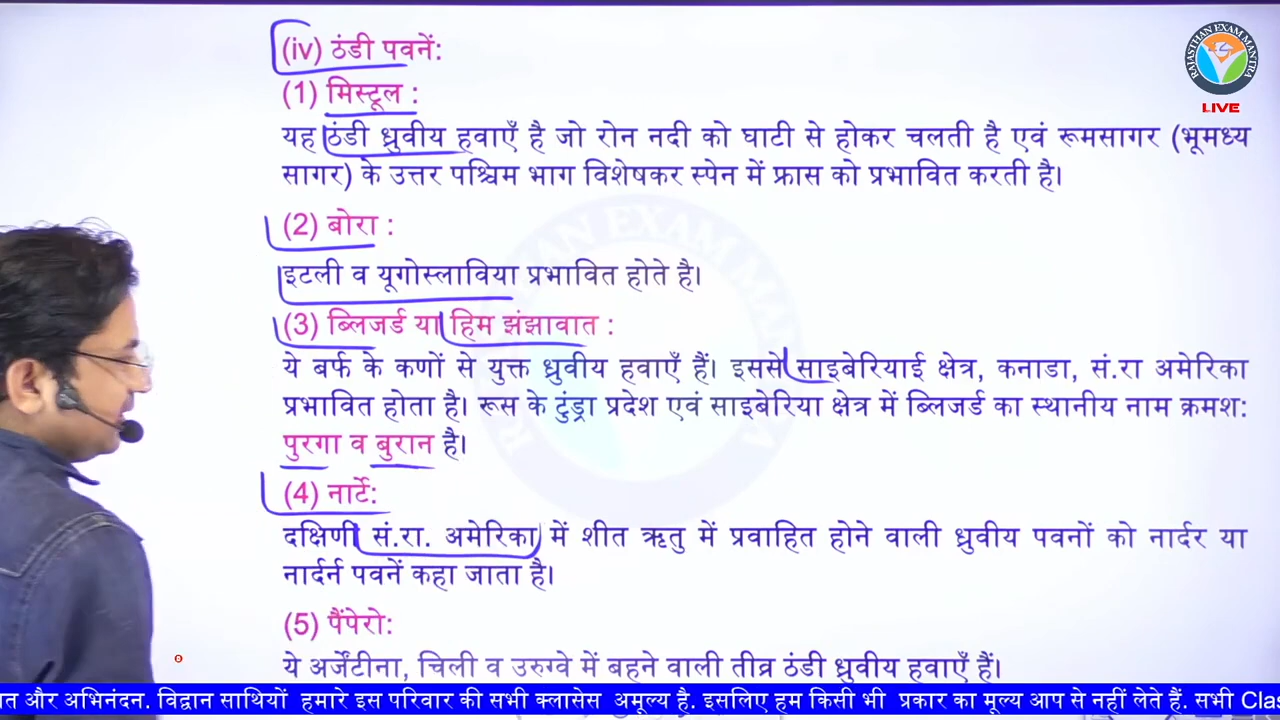 (iv) ठंडी पवनें:
(1) मिस्टूल :
यह ठंडी ध्रुवीय हवाएँ है जो रोन नदी को घाटी से होकर चलती है एवं रूमसागर (भूमध्य
सागर) के उत्तर पश्चिम भाग विशेषकर स्पेन में फ्रास को प्रभावित करती है।
(2) बोरा :
इटली व यूगोस्लाविया प्रभावित होते है।
(3) ब्लिजर्ड या हिम झंझावात :
ये बर्फ के कणों से युक्त ध्रुवीय हवाएँ हैं। इससे साइबेरियाई क्षेत्र, कनाडा, सं.रा अमेरिका
प्रभावित होता है। रूस के टुंड्रा प्रदेश एवं साइबेरिया क्षेत्र में ब्लिजर्ड का स्थानीय नाम क्रमश:
पुरगा व बुरान है।
(4) नार्टे:
दक्षिणी सं.रा. अमेरिका में शीत ऋतु में प्रवाहित होने वाली ध्रुवीय पवनों को नार्दर या
नार्दर्न पवनें कहा जाता है।
(5) पैंपेरो:
ये अर्जेंटीना, चिली व उरुग्वे में बहने वाली तीव्र ठंडी ध्रुवीय हवाएँ हैं।
RAJASTHAN EXAM MANTRA
LIVE
और अभिनंदन. विद्वान साथियों हमारे इस परिवार की सभी क्लासेस अमूल्य है. इसलिए हम किसी भी प्रकार का मूल्य आप से नहीं लेते हैं. सभी